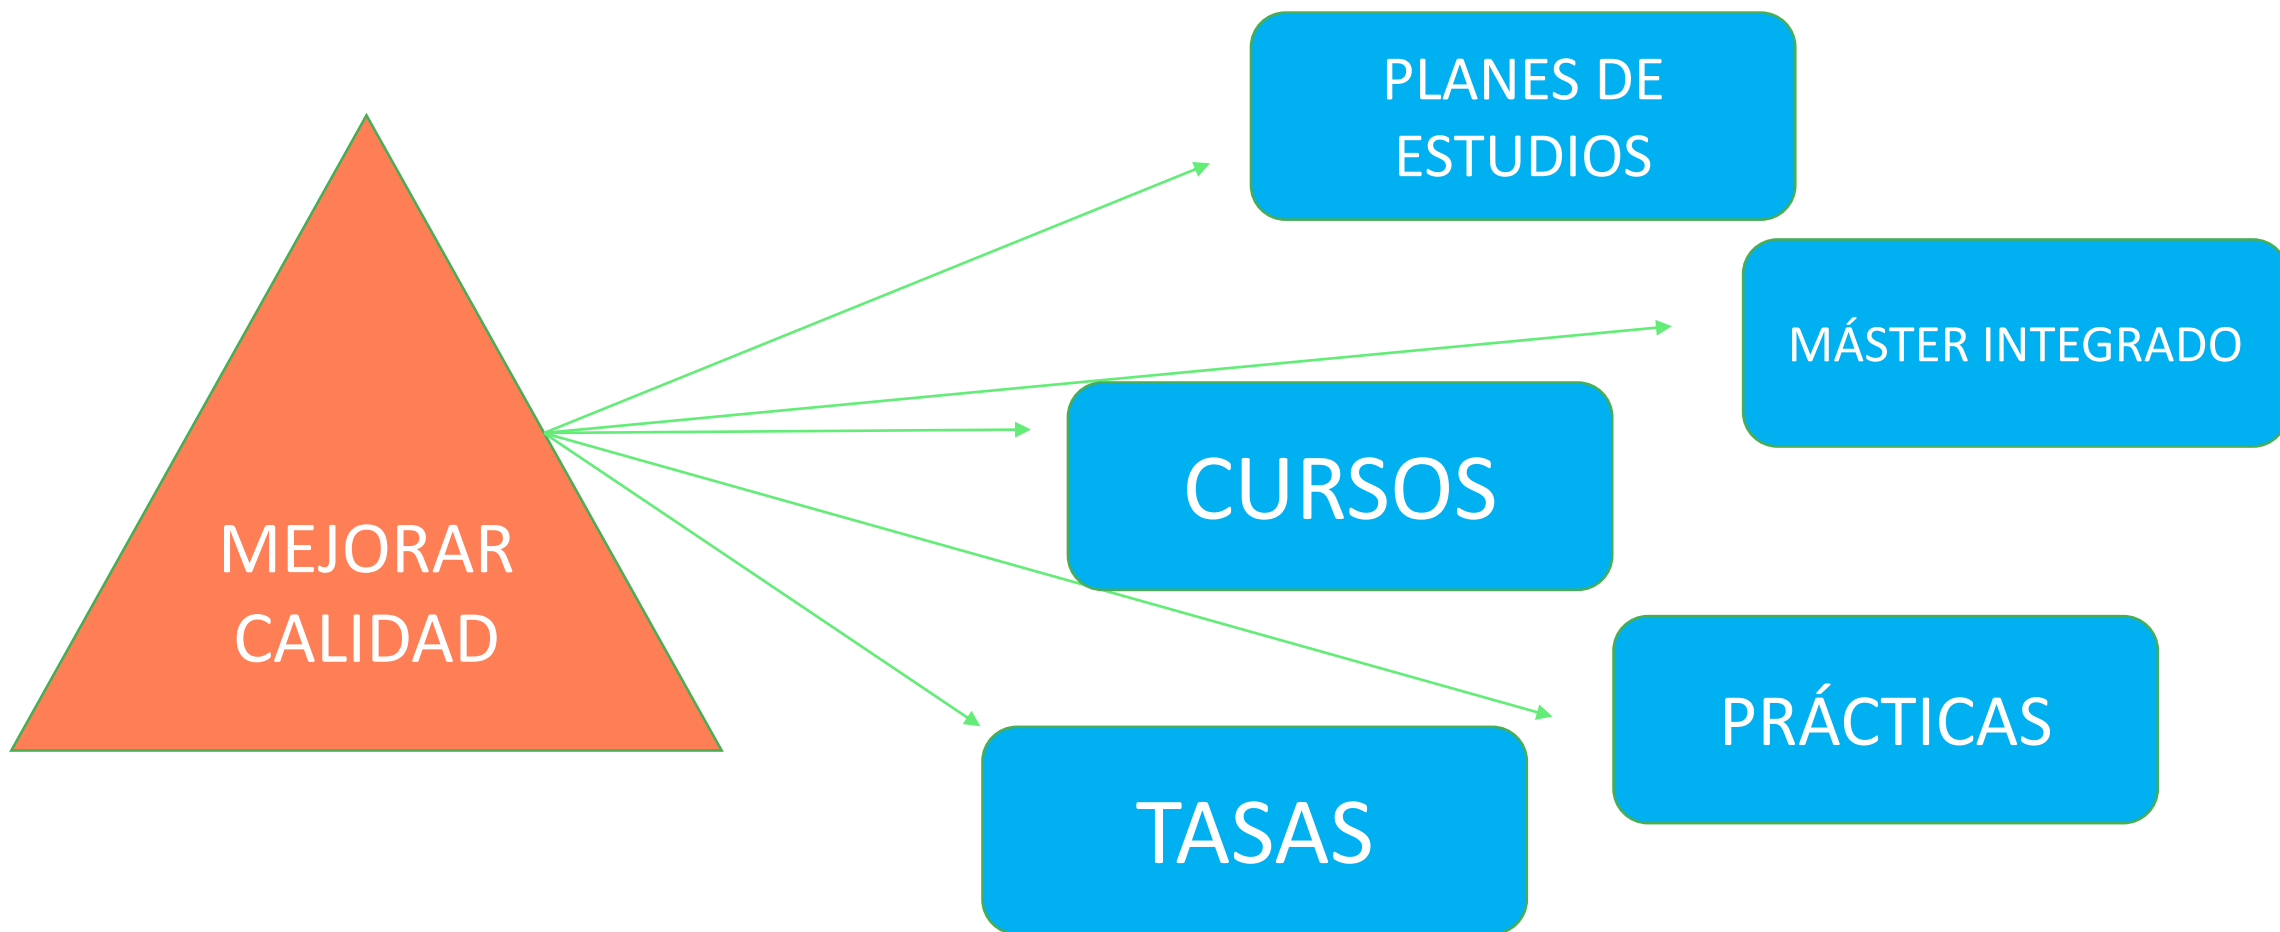 PLANES DE
ESTUDIOS
MÁSTER INTEGRADO
CURSOS
MEJORAR
CALIDAD
PRÁCTICAS
TASAS